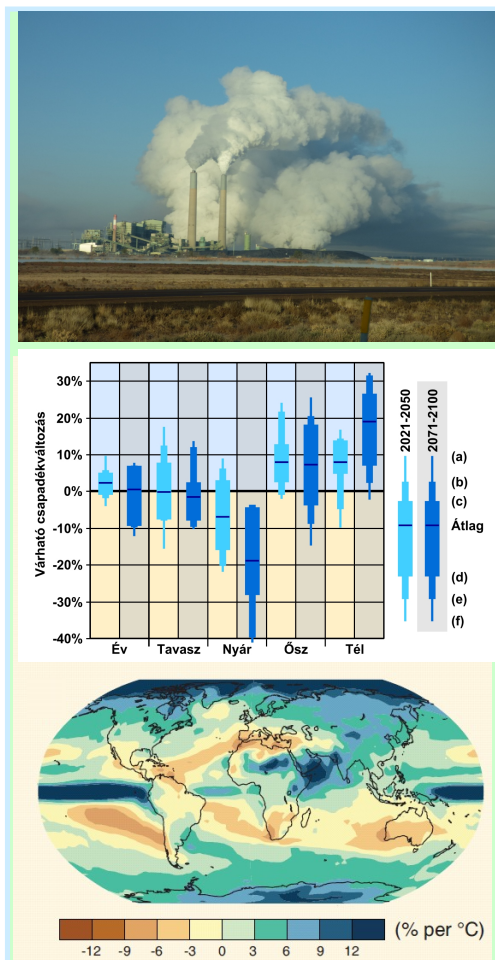 Várható csapadékváltozás
30%
20%
10%
0%
-10%
-20%
-30%
-40%
Év
Tavasz
Nyár
Ősz
Tél
2021-2050
2071-2100
(a)
(b)
(c)
Átlag
(d)
(e)
(f)
-12 -9 -6 -3 0 3 6 9 12
(% per °C)